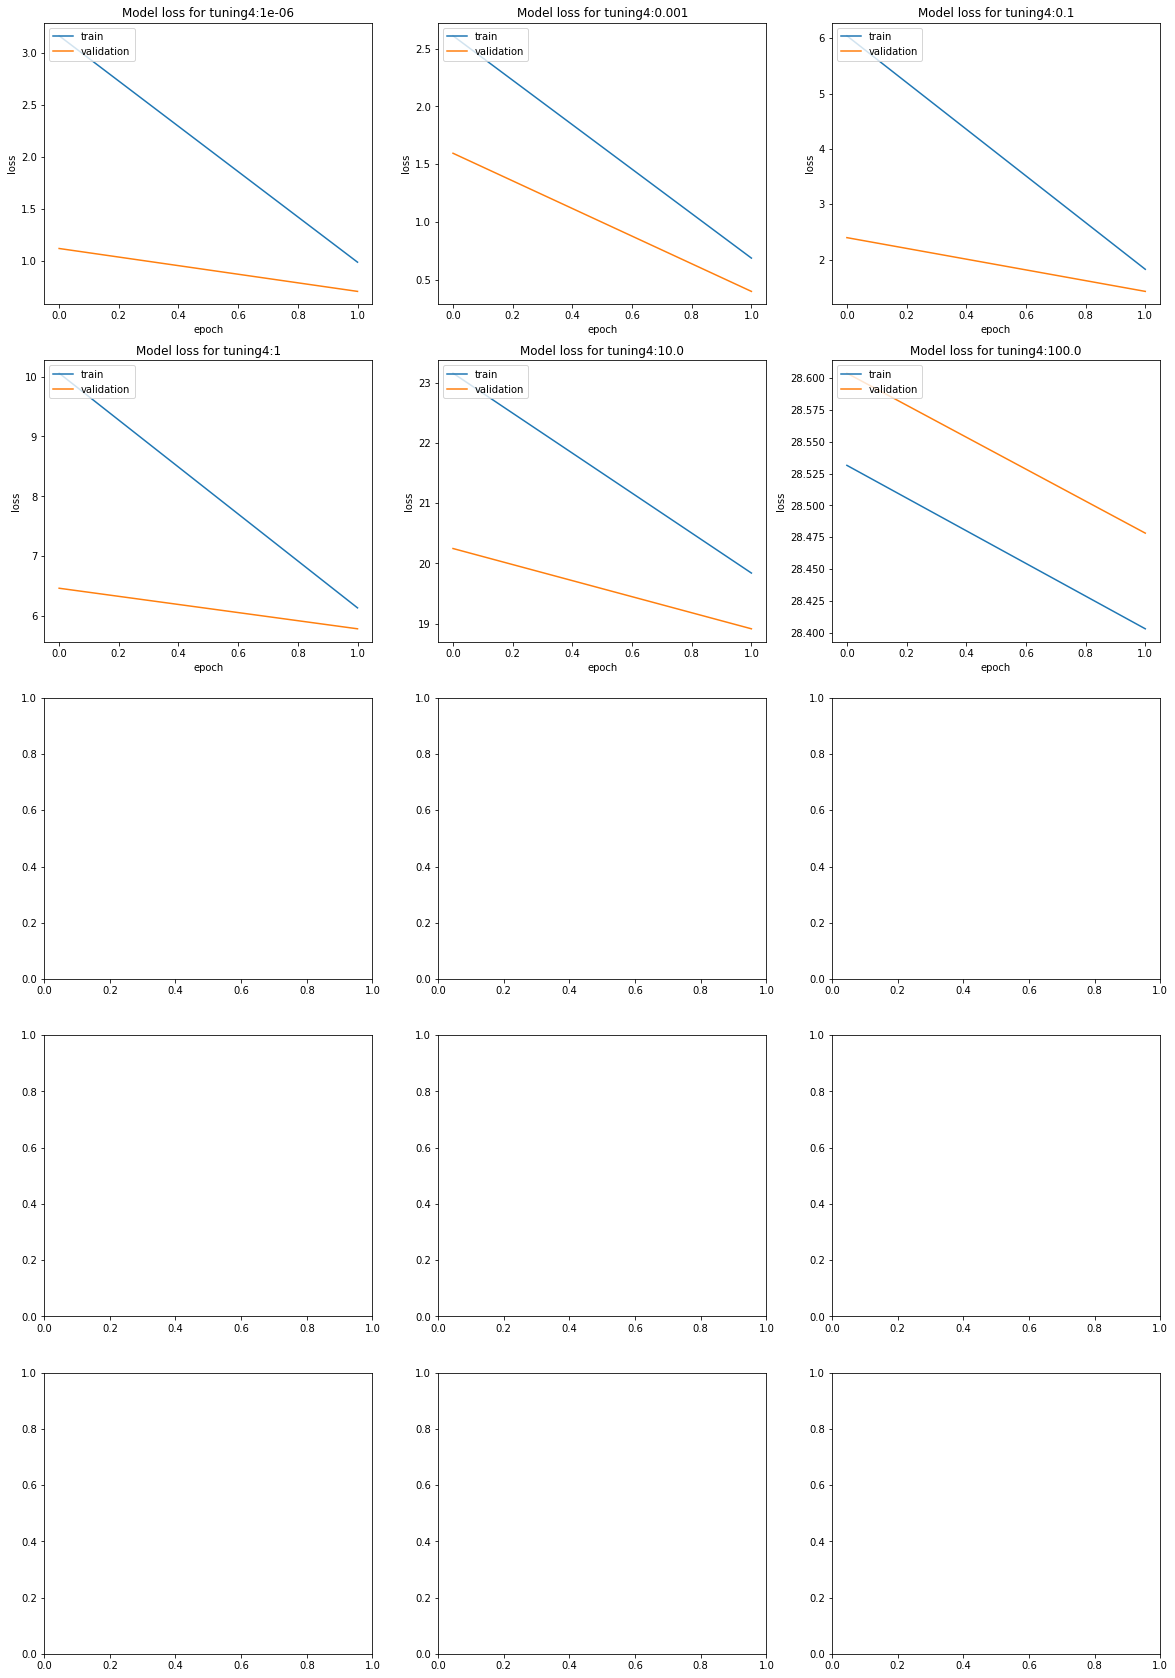 Model loss for tuning4:1e-06
train
validation
3.0
2.5
2.0
1.5
1.0
loss
0.0 0.2 0.4 0.6 0.8 1.0
epoch
Model loss for tuning4:0.001
train
validation
2.5
2.0
1.5
1.0
0.5
loss
0.0 0.2 0.4 0.6 0.8 1.0
epoch
Model loss for tuning4:0.1
train
validation
6
5
4
3
2
loss
0.0 0.2 0.4 0.6 0.8 1.0
epoch
Model loss for tuning4:1
train
validation
10
9
8
7
6
loss
0.0 0.2 0.4 0.6 0.8 1.0
epoch
Model loss for tuning4:10.0
train
validation
23
22
21
20
19
loss
0.0 0.2 0.4 0.6 0.8 1.0
epoch
Model loss for tuning4:100.0
train
validation
28.600
28.575
28.550
28.525
28.500
28.475
28.450
28.425
28.400
loss
0.0 0.2 0.4 0.6 0.8 1.0
epoch
1.0
0.8
0.6
0.4
0.2
0.0
0.0 0.2 0.4 0.6 0.8 1.0
1.0
0.8
0.6
0.4
0.2
0.0
0.0 0.2 0.4 0.6 0.8 1.0
1.0
0.8
0.6
0.4
0.2
0.0
0.0 0.2 0.4 0.6 0.8 1.0
1.0
0.8
0.6
0.4
0.2
0.0
0.0 0.2 0.4 0.6 0.8 1.0
1.0
0.8
0.6
0.4
0.2
0.0
0.0 0.2 0.4 0.6 0.8 1.0
1.0
0.8
0.6
0.4
0.2
0.0
0.0 0.2 0.4 0.6 0.8 1.0
1.0
0.8
0.6
0.4
0.2
0.0
0.0 0.2 0.4 0.6 0.8 1.0
1.0
0.8
0.6
0.4
0.2
0.0
0.0 0.2 0.4 0.6 0.8 1.0
1.0
0.8
0.6
0.4
0.2
0.0
0.0 0.2 0.4 0.6 0.8 1.0